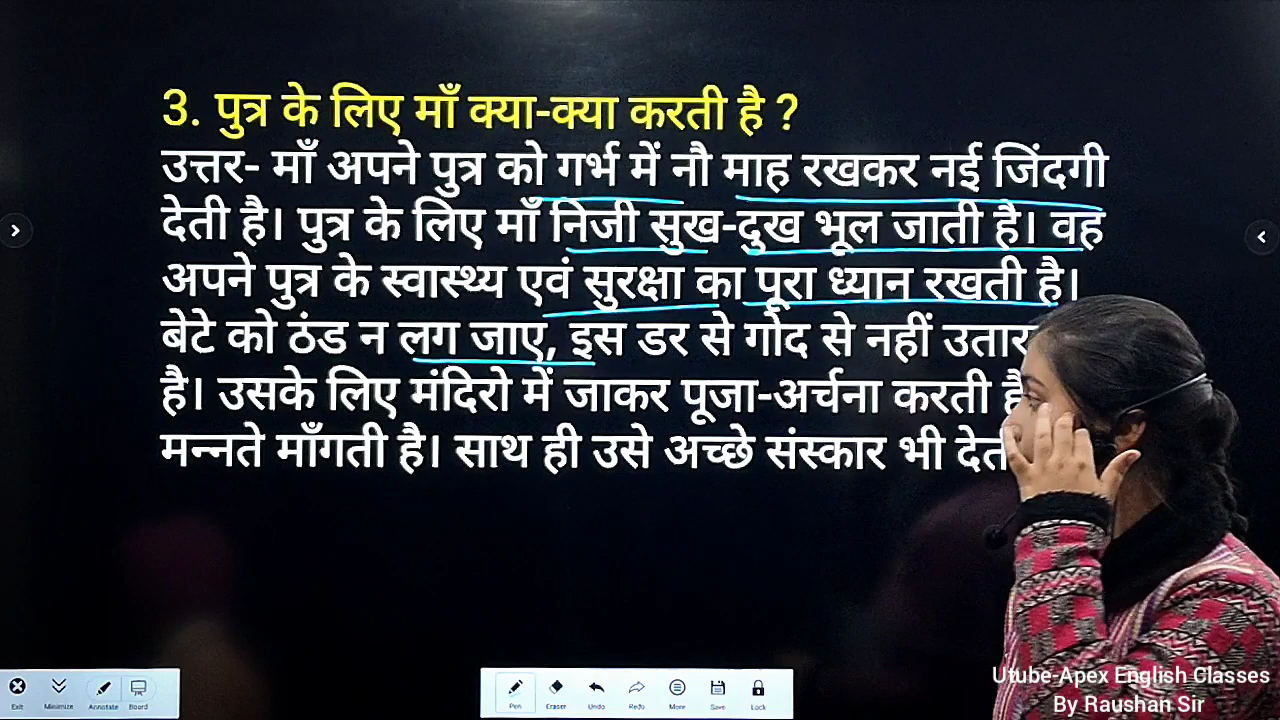 3. पुत्र के लिए माँ क्या-क्या करती है ?
उत्तर- माँ अपने पुत्र को गर्भ में नौ माह रखकर नई जिंदगी
देती है। पुत्र के लिए माँ निजी सुख-दुख भूल जाती है। वह
अपने पुत्र के स्वास्थ्य एवं सुरक्षा का पूरा ध्यान रखती है।
बेटे को ठंड न लग जाए, इस डर से गोद से नहीं उतार
है। उसके लिए मंदिरो में जाकर पूजा-अर्चना करती है
मन्नते माँगती है। साथ ही उसे अच्छे संस्कार भी देत
Exit Minimize Annotate Board Pen Eraser Undo Redo More Save Lock
Utube-Apex English Classes
By Raushan Sir